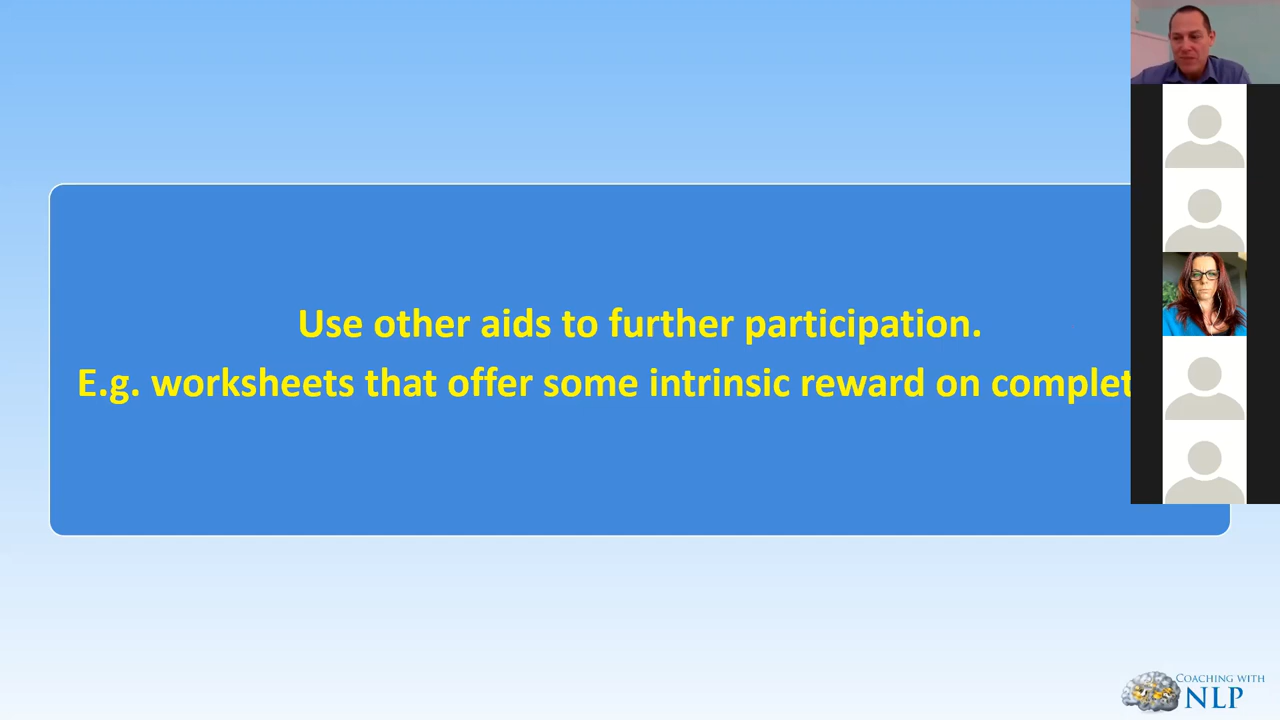 Use other aids to further participation.
E.g. worksheets that offer some intrinsic reward on complet
COACHING WITH
NLP